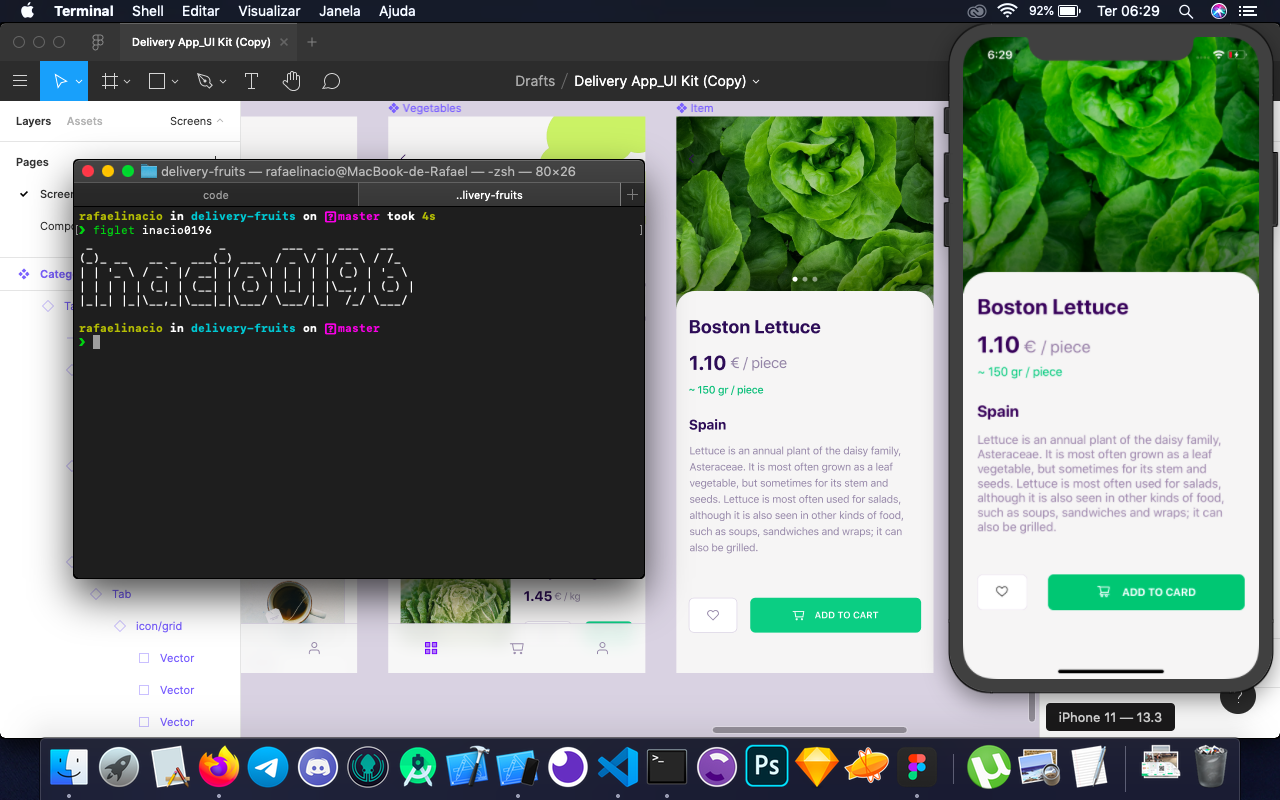 Terminal Shell Editar Visualizar Janela Ajuda 92% Ter 06:29
Delivery App_UI Kit (Copy)
Drafts / Delivery App_UI Kit (Copy)
Layers Assets Screens
Pages
Screen
Compo
Categ
Ta
Tab
icon/grid
Vector
Vector
Vector
Vegetables
Item
delivery-fruits — rafaelinacio@MacBook-de-Rafael — -zsh — 80×26
code ..livery-fruits
rafaelinacio in delivery-fruits on master took 4s
❯ figlet inacio0196
inacio0196
rafaelinacio in delivery-fruits on master
❯
1.45 € / kg
Boston Lettuce
1.10 € / piece
~ 150 gr / piece
Spain
Lettuce is an annual plant of the daisy family,
Asteraceae. It is most often grown as a leaf
vegetable, but sometimes for its stem and
seeds. Lettuce is most often used for salads,
although it is also seen in other kinds of food,
such as soups, sandwiches and wraps; it can
also be grilled.
ADD TO CART
6:29
Boston Lettuce
1.10 € / piece
~ 150 gr / piece
Spain
Lettuce is an annual plant of the daisy family,
Asteraceae. It is most often grown as a leaf
vegetable, but sometimes for its stem and
seeds. Lettuce is most often used for salads,
although it is also seen in other kinds of food,
such as soups, sandwiches and wraps; it can
also be grilled.
ADD TO CARD
iPhone 11 — 13.3
?
>_
Ps